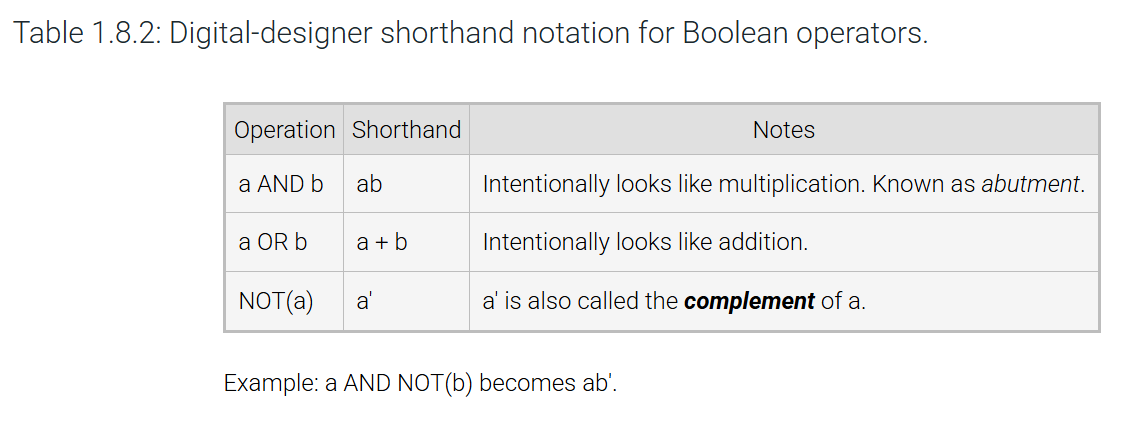 Table 1.8.2: Digital-designer shorthand notation for Boolean operators.
Operation Shorthand Notes
a AND b ab Intentionally looks like multiplication. Known as abutment.
a OR b a + b Intentionally looks like addition.
NOT(a) a' a' is also called the complement of a.
Example: a AND NOT(b) becomes ab'.